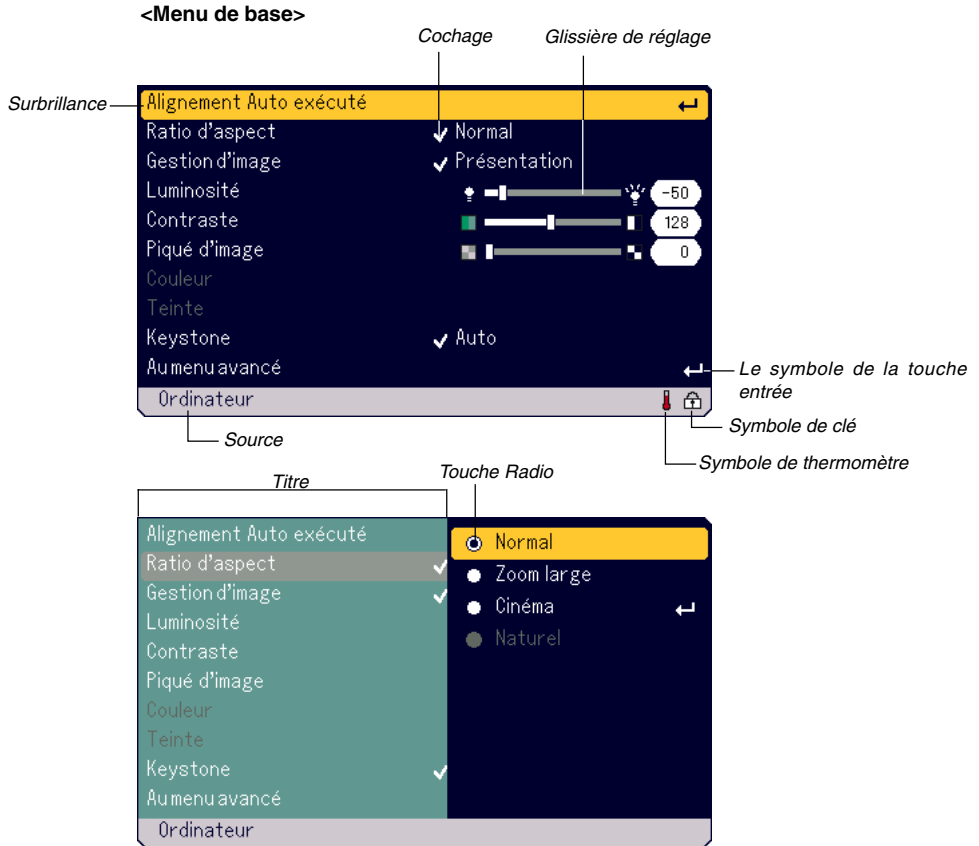 <Menu de base>
Cochage
Glissière de réglage
Surbrillance
Alignement Auto exécuté
Ratio d'aspect
Normal
Gestion d'image
Présentation
Luminosité
-50
Contraste
128
Piqué d'image
0
Couleur
Teinte
Keystone
Auto
Au menu avancé
Le symbole de la touche
entrée
Ordinateur
Symbole de clé
Source
Symbole de thermomètre
Titre
Touche Radio
Alignement Auto exécuté
Ratio d'aspect
Gestion d'image
Luminosité
Contraste
Piqué d'image
Couleur
Teinte
Keystone
Au menu avancé
Normal
Zoom large
Cinéma
Naturel
Ordinateur